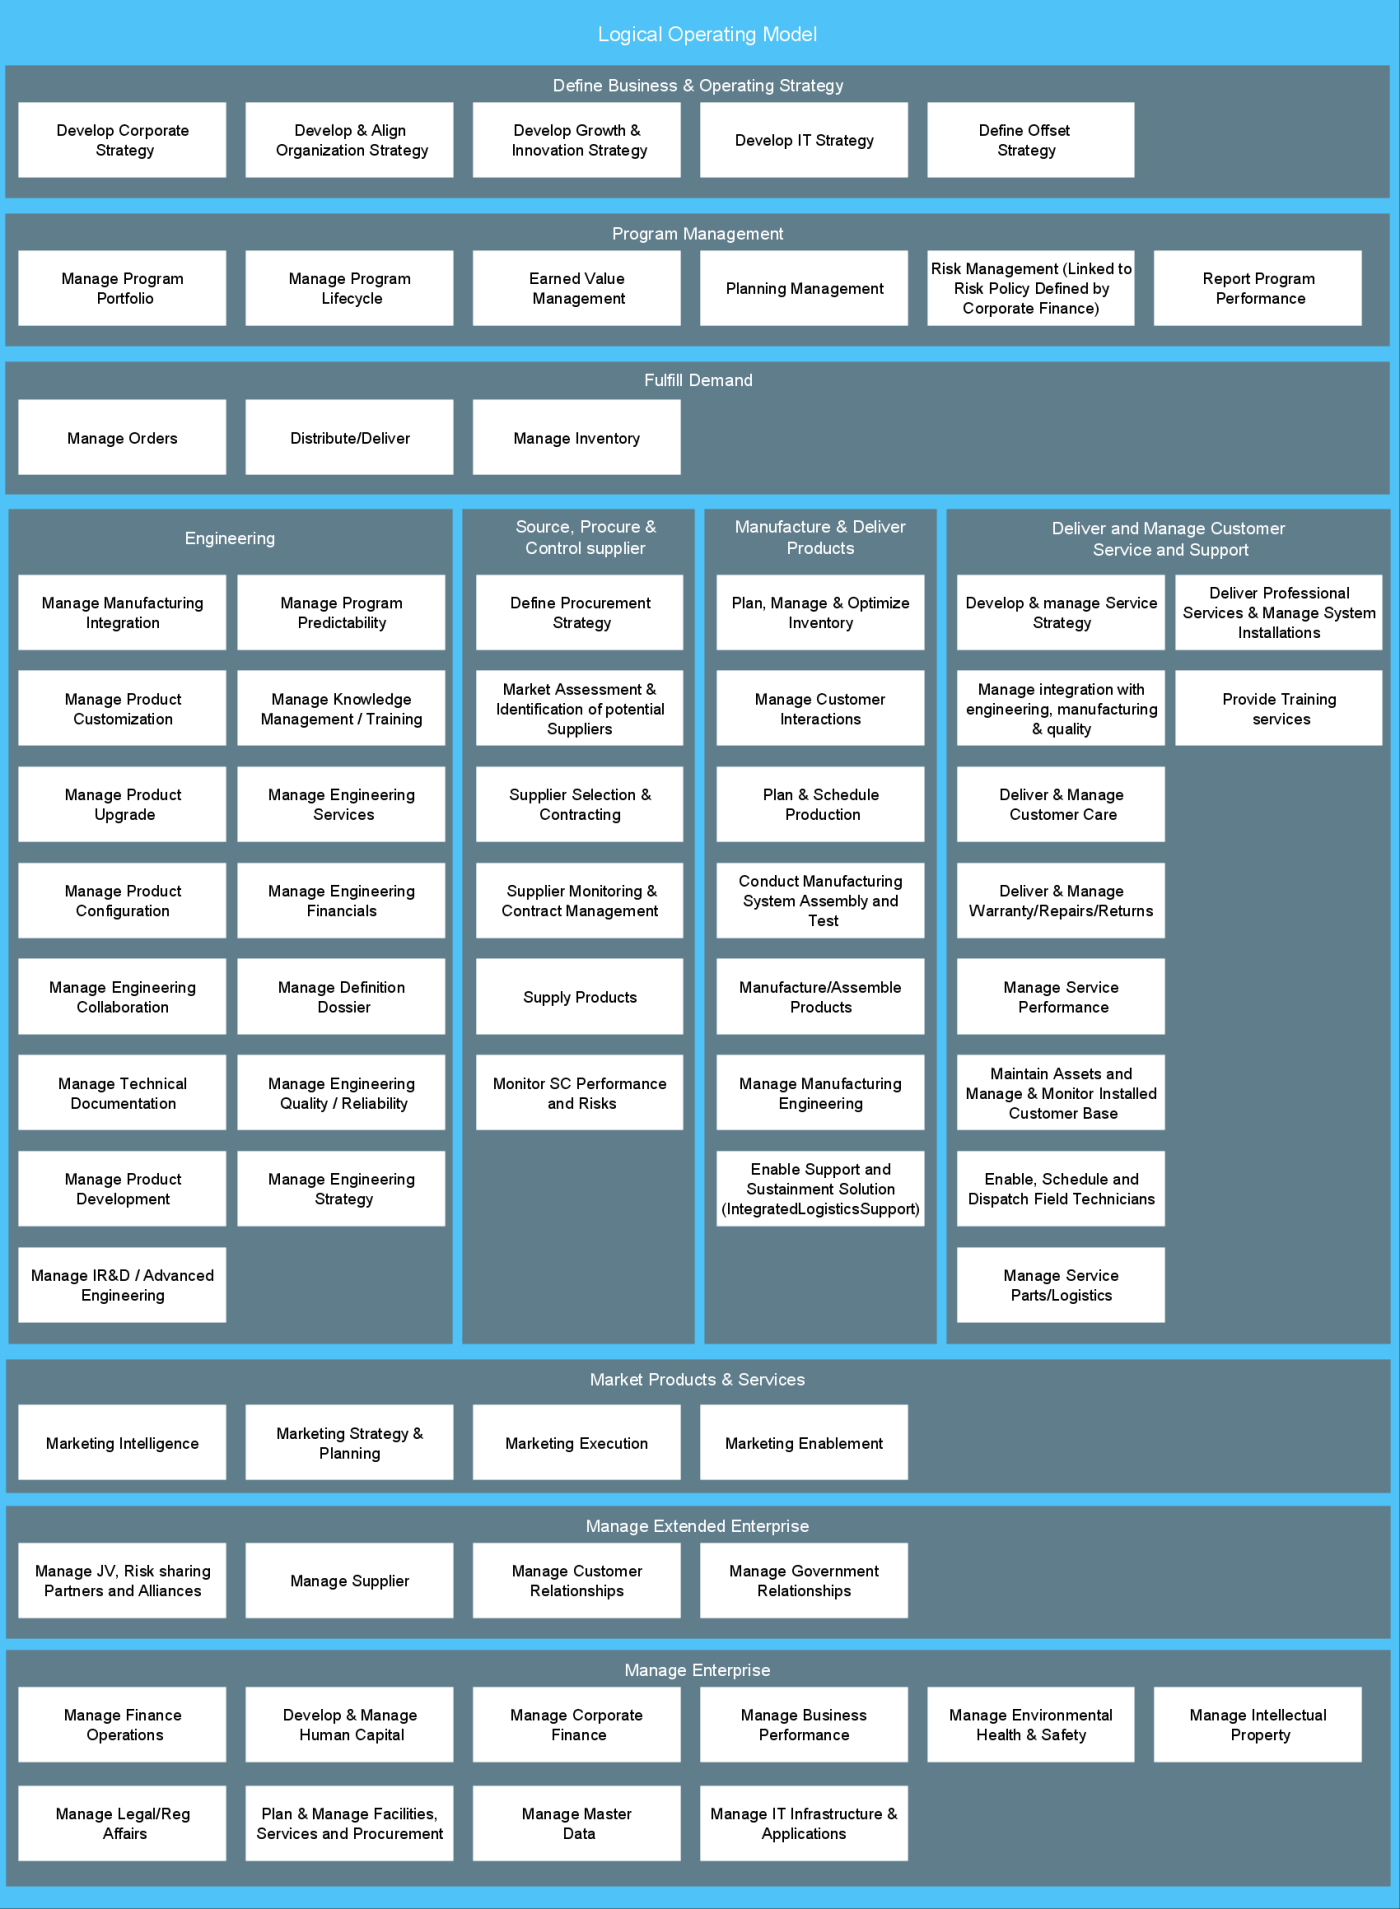 Logical Operating Model
Define Business & Operating Strategy
Develop Corporate
Strategy
Develop & Align
Organization Strategy
Develop Growth &
Innovation Strategy
Develop IT Strategy
Define Offset
Strategy
Program Management
Manage Program
Portfolio
Manage Program
Lifecycle
Earned Value
Management
Planning Management
Risk Management (Linked to
Risk Policy Defined by
Corporate Finance)
Report Program
Performance
Fulfill Demand
Manage Orders
Distribute/Deliver
Manage Inventory
Engineering
Manage Manufacturing
Integration
Manage Program
Predictability
Manage Product
Customization
Manage Knowledge
Management / Training
Manage Product
Upgrade
Manage Engineering
Services
Manage Product
Configuration
Manage Engineering
Financials
Manage Engineering
Collaboration
Manage Definition
Dossier
Manage Technical
Documentation
Manage Engineering
Quality / Reliability
Manage Product
Development
Manage Engineering
Strategy
Manage IR&D / Advanced
Engineering
Source, Procure &
Control supplier
Define Procurement
Strategy
Market Assessment &
Identification of potential
Suppliers
Supplier Selection &
Contracting
Supplier Monitoring &
Contract Management
Supply Products
Monitor SC Performance
and Risks
Manufacture & Deliver
Products
Plan, Manage & Optimize
Inventory
Manage Customer
Interactions
Plan & Schedule
Production
Conduct Manufacturing
System Assembly and
Test
Manufacture/Assemble
Products
Manage Manufacturing
Engineering
Enable Support and
Sustainment Solution
(IntegratedLogisticsSupport)
Deliver and Manage Customer
Service and Support
Develop & manage Service
Strategy
Deliver Professional
Services & Manage System
Installations
Manage integration with
engineering, manufacturing
& quality
Provide Training
services
Deliver & Manage
Customer Care
Deliver & Manage
Warranty/Repairs/Returns
Manage Service
Performance
Maintain Assets and
Manage & Monitor Installed
Customer Base
Enable, Schedule and
Dispatch Field Technicians
Manage Service
Parts/Logistics
Market Products & Services
Marketing Intelligence
Marketing Strategy &
Planning
Marketing Execution
Marketing Enablement
Manage Extended Enterprise
Manage JV, Risk sharing
Partners and Alliances
Manage Supplier
Manage Customer
Relationships
Manage Government
Relationships
Manage Enterprise
Manage Finance
Operations
Develop & Manage
Human Capital
Manage Corporate
Finance
Manage Business
Performance
Manage Environmental
Health & Safety
Manage Intellectual
Property
Manage Legal/Reg
Affairs
Plan & Manage Facilities,
Services and Procurement
Manage Master
Data
Manage IT Infrastructure &
Applications